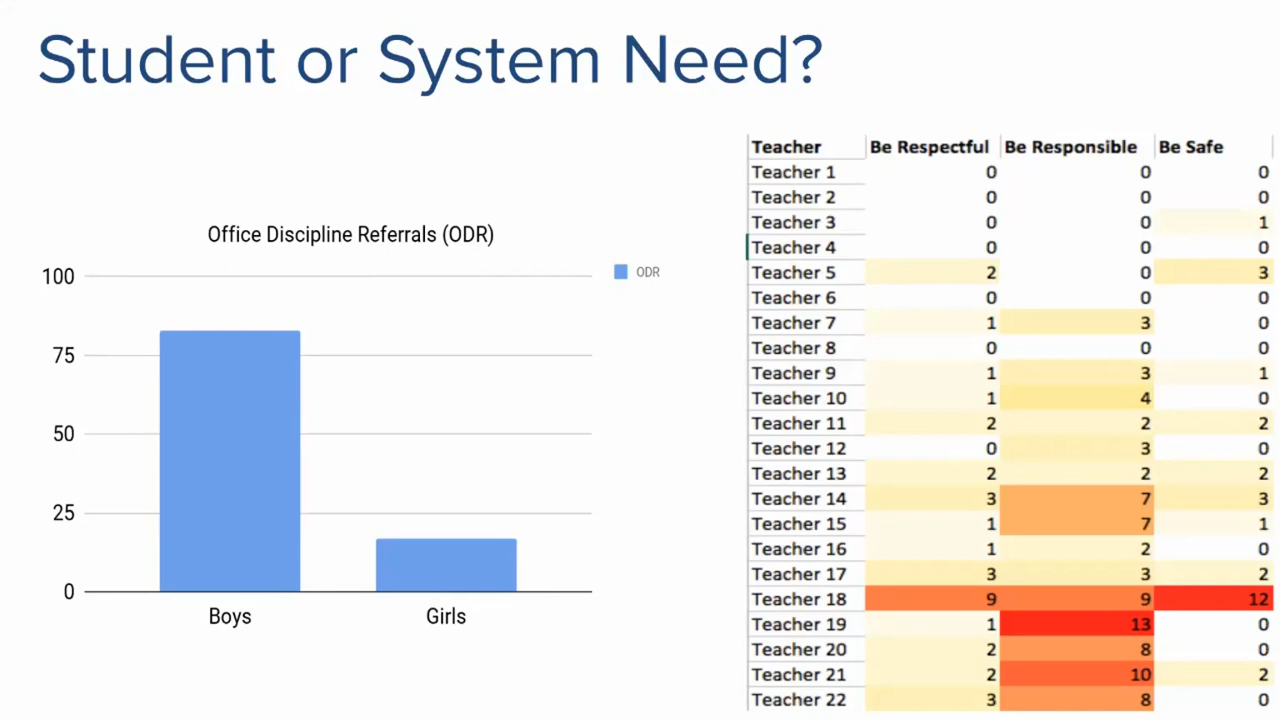 Student or System Need?
Office Discipline Referrals (ODR)
ODR
100
75
50
25
0
Boys Girls
Teacher Be Respectful Be Responsible Be Safe
Teacher 1 0 0 0
Teacher 2 0 0 0
Teacher 3 0 0 1
Teacher 4 0 0 0
Teacher 5 2 0 3
Teacher 6 0 0 0
Teacher 7 1 3 0
Teacher 8 0 0 0
Teacher 9 1 3 1
Teacher 10 1 4 0
Teacher 11 2 2 2
Teacher 12 0 3 0
Teacher 13 2 2 2
Teacher 14 3 7 3
Teacher 15 1 7 1
Teacher 16 1 2 0
Teacher 17 3 3 2
Teacher 18 9 9 12
Teacher 19 1 13 0
Teacher 20 2 8 0
Teacher 21 2 10 2
Teacher 22 3 8 0